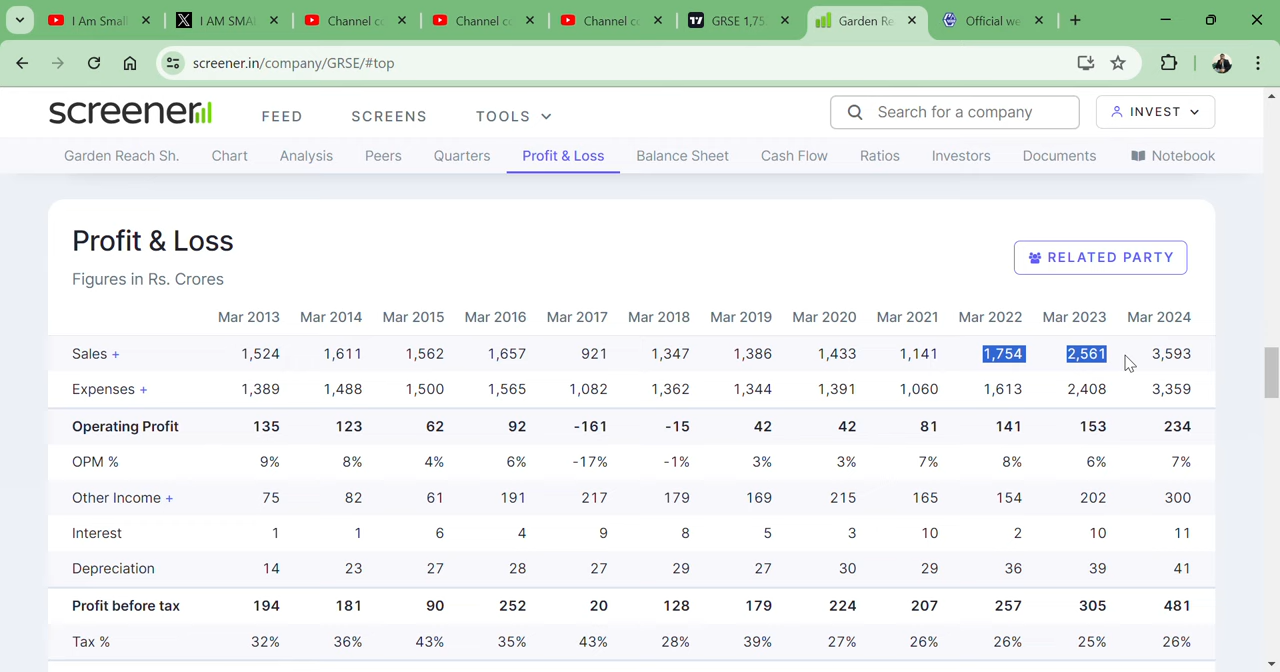 I Am Small
I AM SMA
Channel co
Channel co
Channel co
GRSE 1,75
Garden Re
Official we
screener.in/company/GRSE/#top
screener
FEED
SCREENS
TOOLS
Search for a company
INVEST
Garden Reach Sh. Chart Analysis Peers Quarters Profit & Loss Balance Sheet Cash Flow Ratios Investors Documents Notebook
Profit & Loss
RELATED PARTY
Figures in Rs. Crores
Mar 2013 Mar 2014 Mar 2015 Mar 2016 Mar 2017 Mar 2018 Mar 2019 Mar 2020 Mar 2021 Mar 2022 Mar 2023 Mar 2024
Sales + 1,524 1,611 1,562 1,657 921 1,347 1,386 1,433 1,141 1,754 2,561 3,593
Expenses + 1,389 1,488 1,500 1,565 1,082 1,362 1,344 1,391 1,060 1,613 2,408 3,359
Operating Profit 135 123 62 92 -161 -15 42 42 81 141 153 234
OPM % 9% 8% 4% 6% -17% -1% 3% 3% 7% 8% 6% 7%
Other Income + 75 82 61 191 217 179 169 215 165 154 202 300
Interest 1 1 6 4 9 8 5 3 10 2 10 11
Depreciation 14 23 27 28 27 29 27 30 29 36 39 41
Profit before tax 194 181 90 252 20 128 179 224 207 257 305 481
Tax % 32% 36% 43% 35% 43% 28% 39% 27% 26% 26% 25% 26%